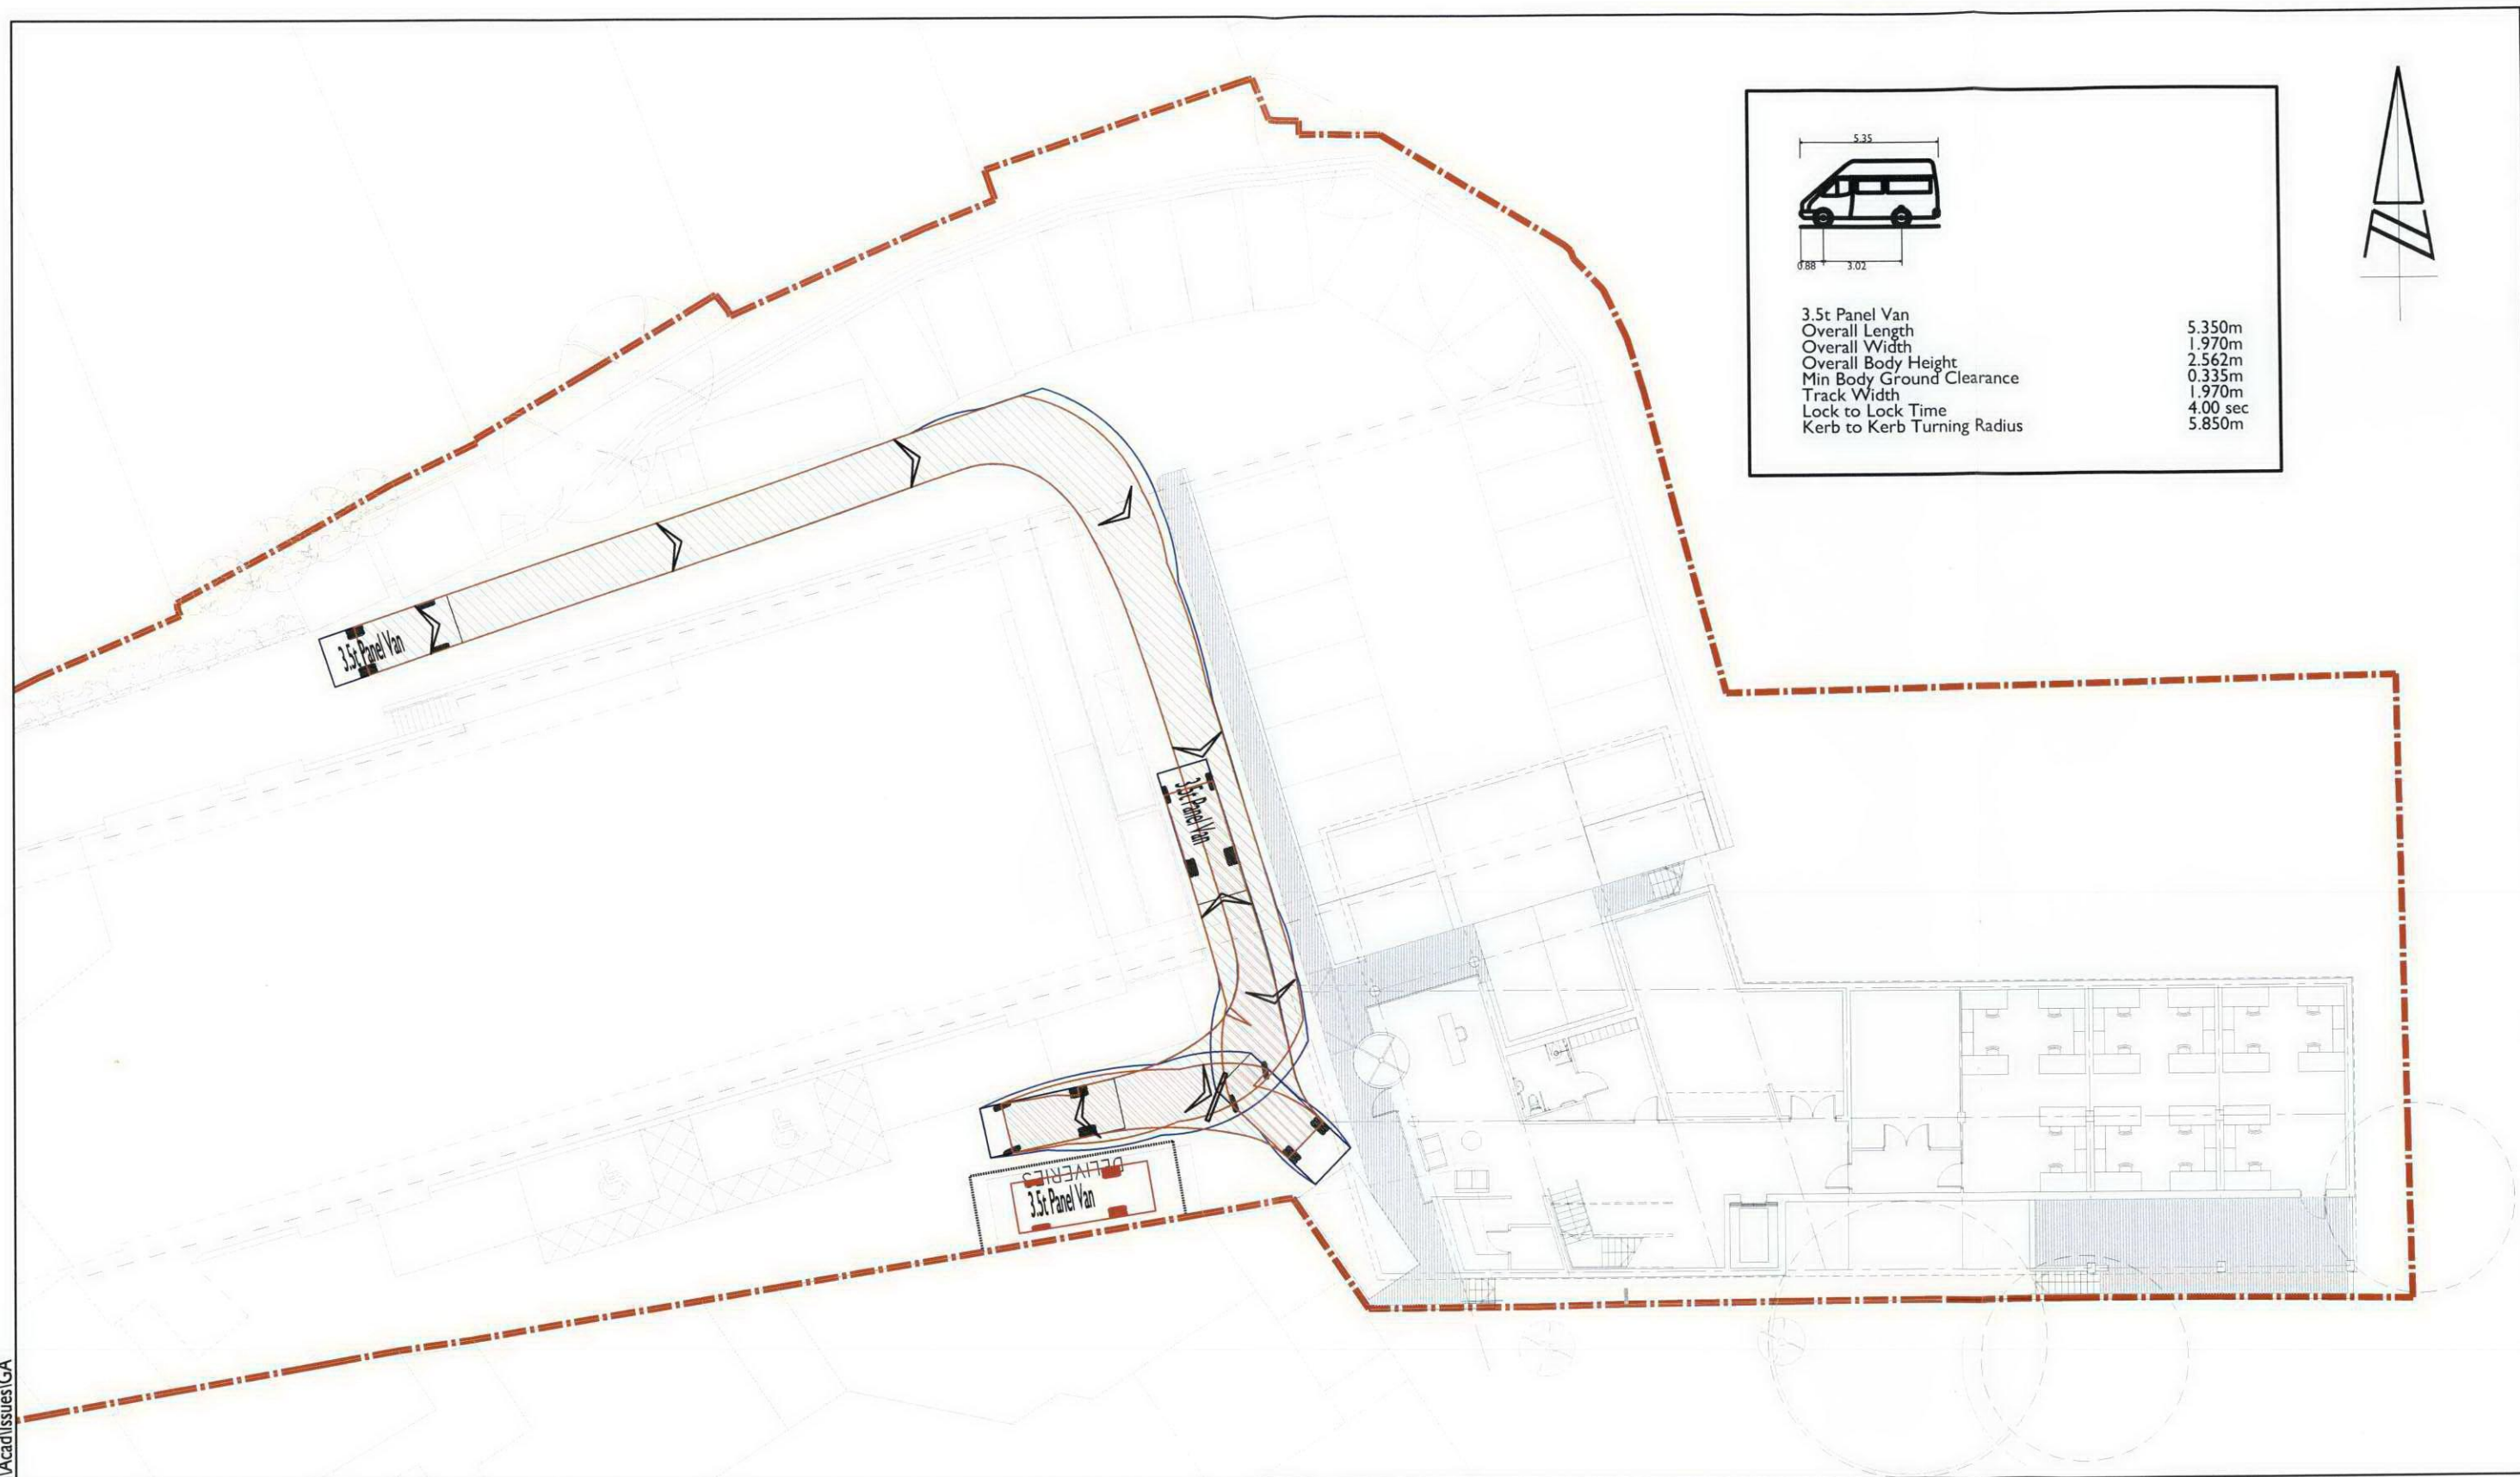 5.35
0.88 3.02
3.5t Panel Van
Overall Length 5.350m
Overall Width 1.970m
Overall Body Height 2.562m
Min Body Ground Clearance 0.335m
Track Width 1.970m
Lock to Lock Time 4.00 sec
Kerb to Kerb Turning Radius 5.850m
3.5t Panel Van
3.5t Panel Van
DELIVERIES
3.5t Panel Van
\Acad\Issues\GA